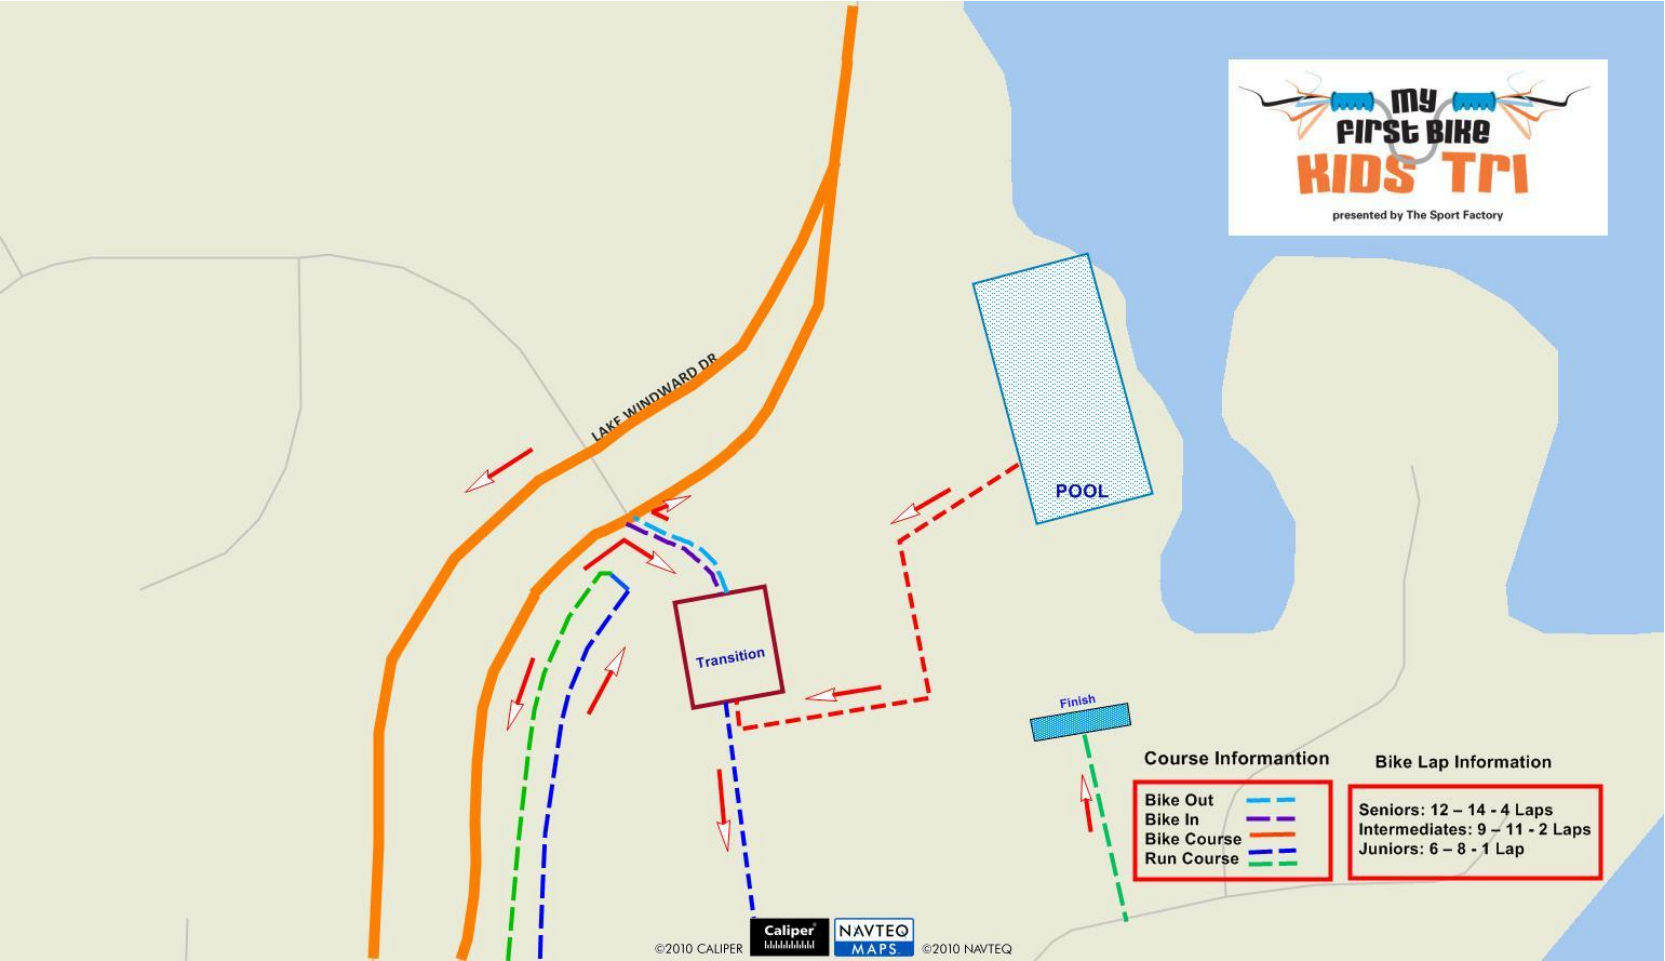 MY
FIRST BIKE
KIDS TRI
presented by The Sport Factory
LAKE WINDWARD DR
POOL
Transition
Finish
Course Informantion
Bike Out
Bike In
Bike Course
Run Course
Bike Lap Information
Seniors: 12 – 14 - 4 Laps
Intermediates: 9 – 11 - 2 Laps
Juniors: 6 – 8 - 1 Lap
©2010 CALIPER
Caliper
NAVTEQ
MAPS
©2010 NAVTEQ